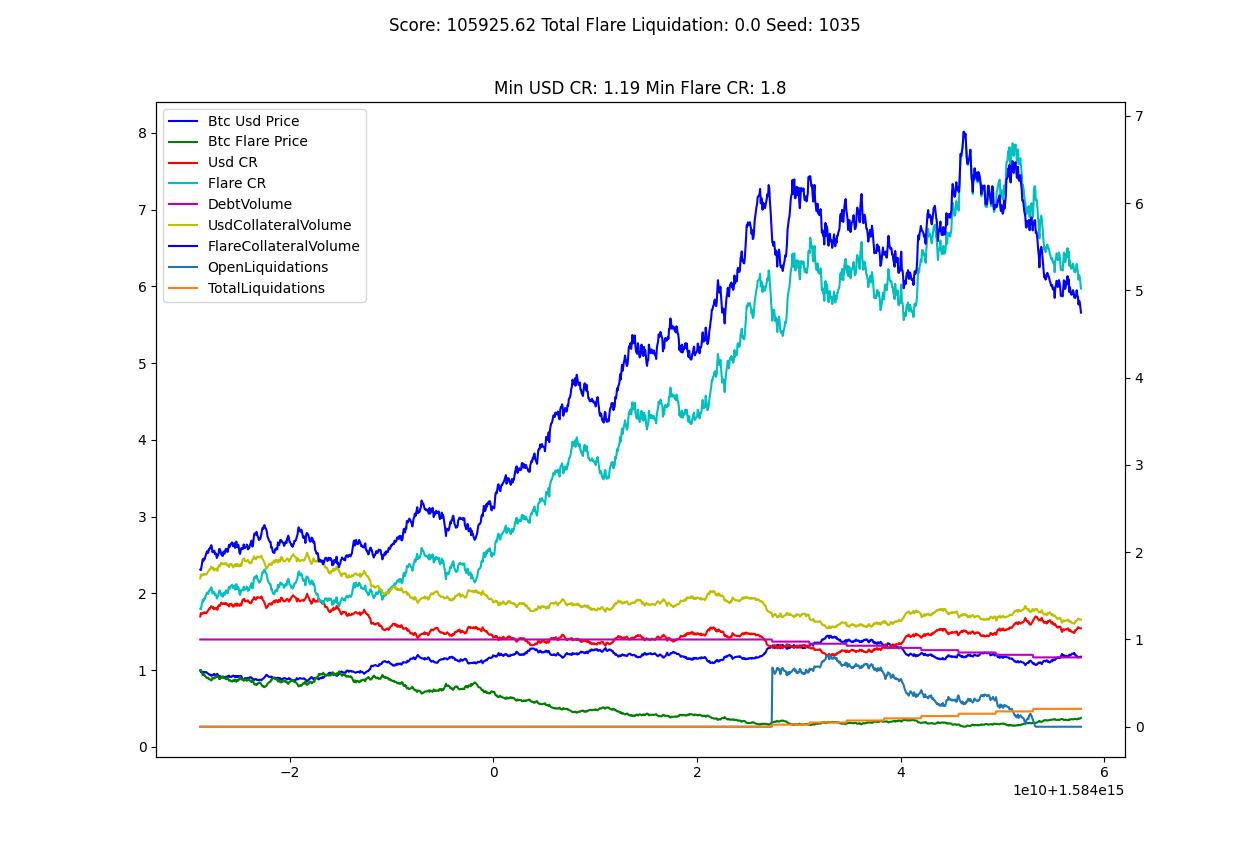 Score: 105925.62 Total Flare Liquidation: 0.0 Seed: 1035
Min USD CR: 1.19 Min Flare CR: 1.8
Btc Usd Price
Btc Flare Price
Usd CR
Flare CR
DebtVolume
UsdCollateralVolume
FlareCollateralVolume
OpenLiquidations
TotalLiquidations
8
7
6
5
4
3
2
1
0
7
6
5
4
3
2
1
0
−2 0 2 4 6
1e10+1.584e15